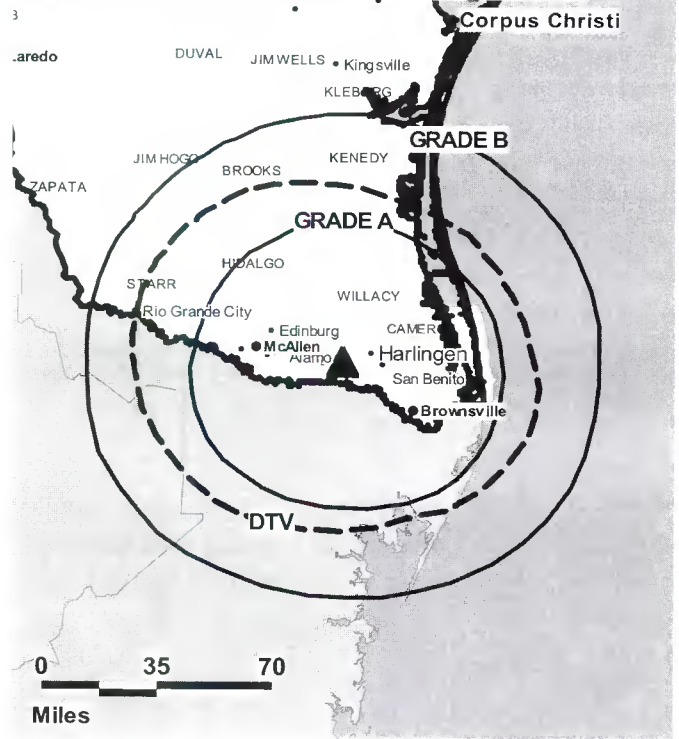 3
Corpus Christi
.aredo
DUVAL
JIM WELLS
Kingsville
KLEBERG
GRADE B
JIM HOGG
BROOKS
KENEDY
ZAPATA
GRADE A
HIDALGO
STARR
WILLACY
Rio Grande City
Edinburg
CAMER
McAllen
Alamo
Harlingen
San Benito
Brownsville
DTV
0 35 70
Miles